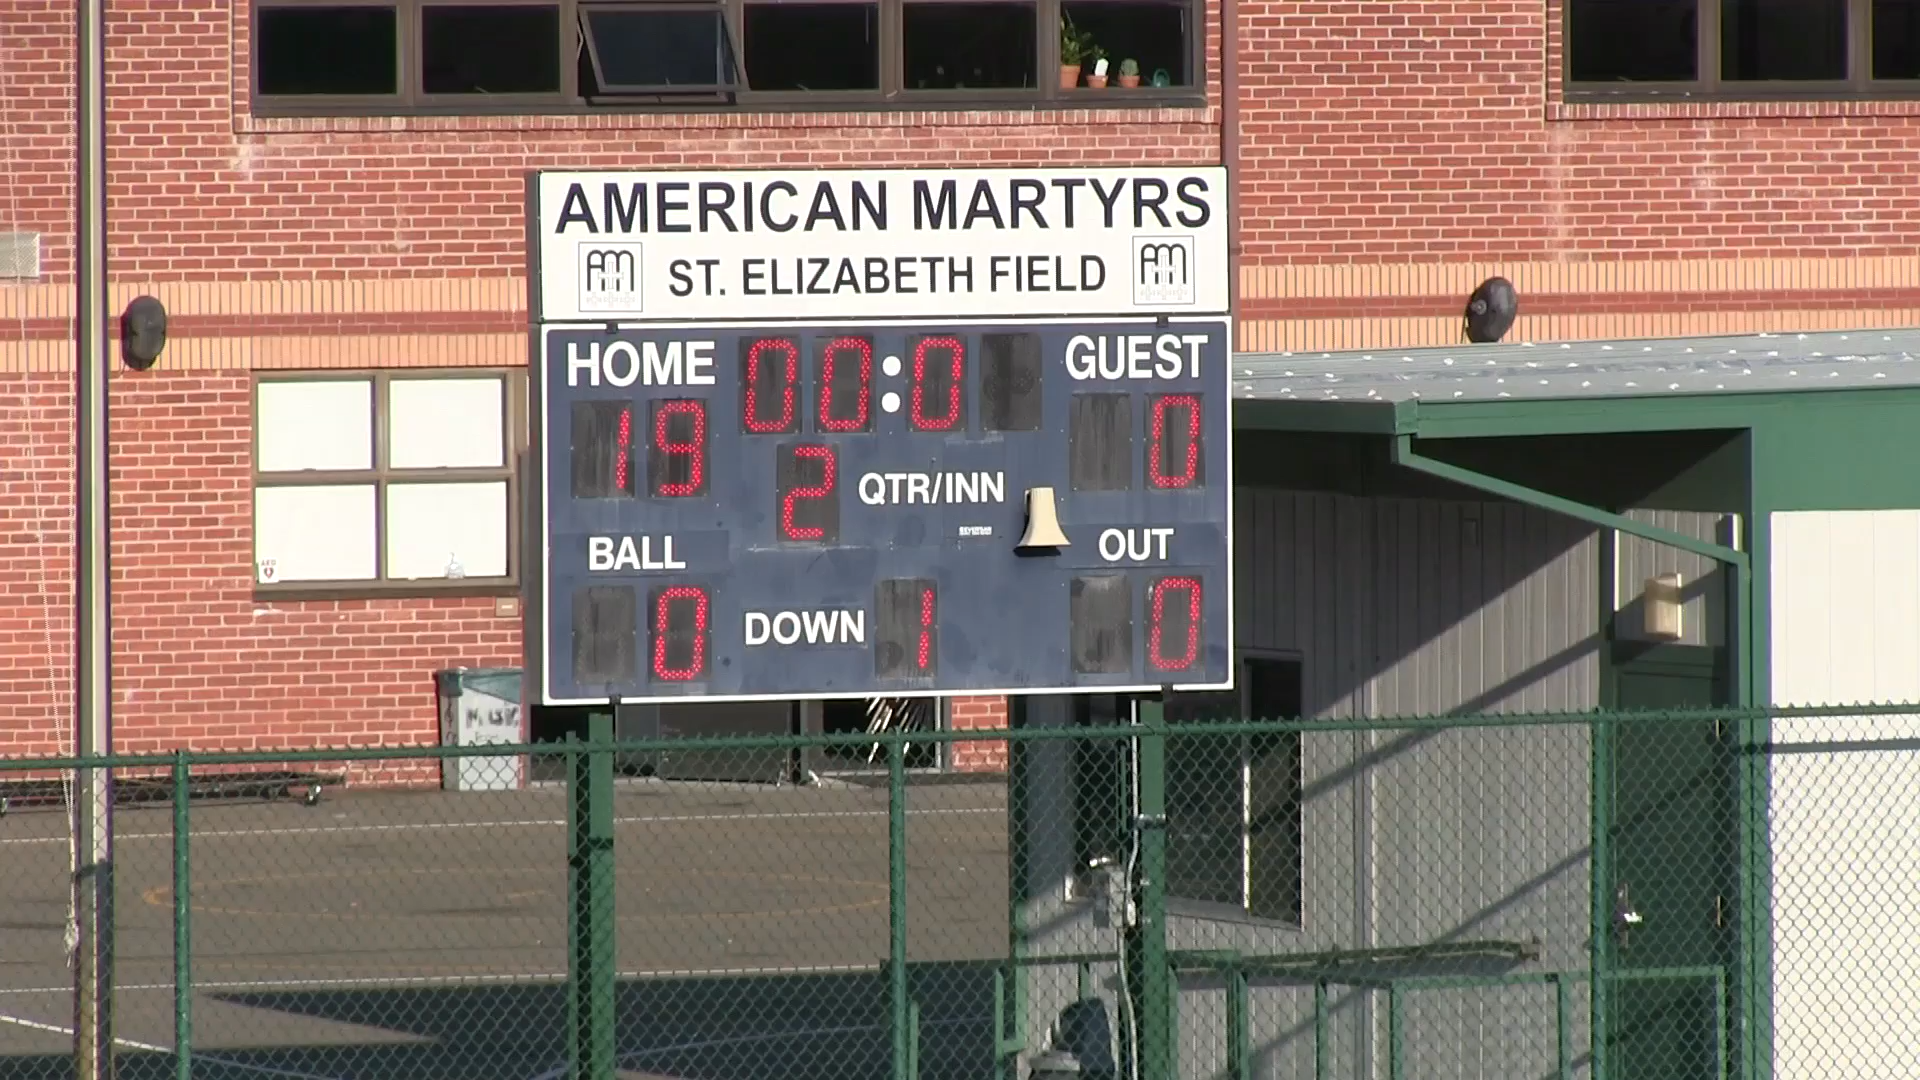 AMERICAN MARTYRS
ST. ELIZABETH FIELD
HOME 00:0 GUEST
19 0
2 QTR/INN
BALL OUT
0 DOWN 1 0
AED